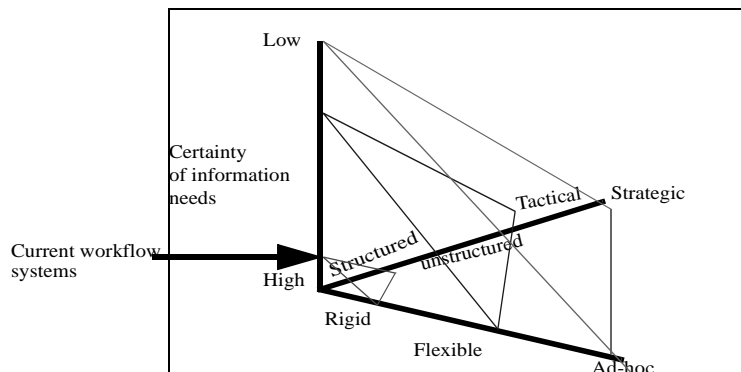 Low
Certainty
of information
needs
Tactical
Strategic
Structured
unstructured
Current workflow
systems
High
Rigid
Flexible
Ad-hoc